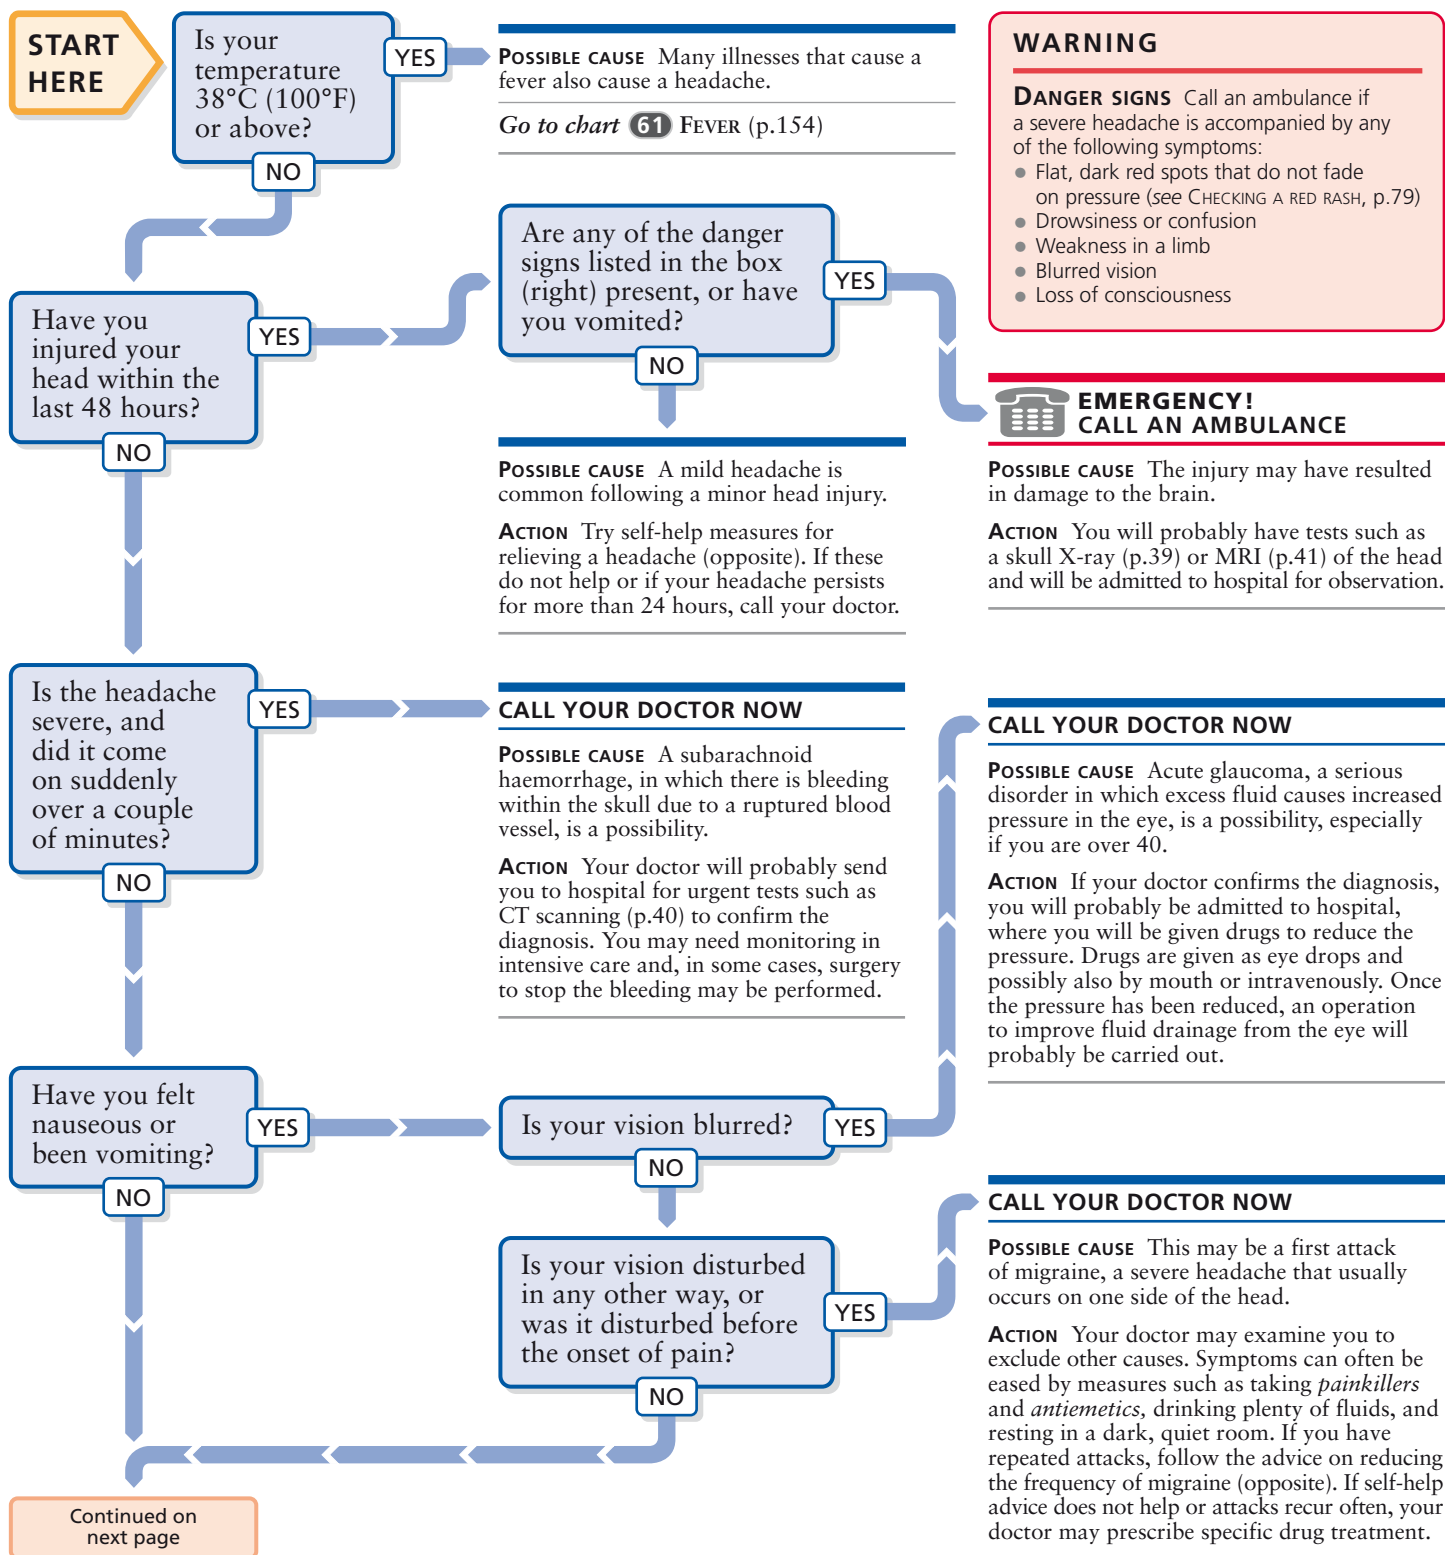 START
HERE
Is your
temperature
38°C (100°F)
or above?
YES
NO
POSSIBLE CAUSE Many illnesses that cause a
fever also cause a headache.
Go to chart 61 FEVER (p.154)
WARNING
DANGER SIGNS Call an ambulance if
a severe headache is accompanied by any
of the following symptoms:
● Flat, dark red spots that do not fade
on pressure (see CHECKING A RED RASH, p.79)
● Drowsiness or confusion
● Weakness in a limb
● Blurred vision
● Loss of consciousness
Have you
injured your
head within the
last 48 hours?
YES
NO
Are any of the danger
signs listed in the box
(right) present, or have
you vomited?
YES
NO
EMERGENCY!
CALL AN AMBULANCE
POSSIBLE CAUSE The injury may have resulted
in damage to the brain.
ACTION You will probably have tests such as
a skull X-ray (p.39) or MRI (p.41) of the head
and will be admitted to hospital for observation.
POSSIBLE CAUSE A mild headache is
common following a minor head injury.
ACTION Try self-help measures for
relieving a headache (opposite). If these
do not help or if your headache persists
for more than 24 hours, call your doctor.
Is the headache
severe, and
did it come
on suddenly
over a couple
of minutes?
YES
NO
CALL YOUR DOCTOR NOW
POSSIBLE CAUSE A subarachnoid
haemorrhage, in which there is bleeding
within the skull due to a ruptured blood
vessel, is a possibility.
ACTION Your doctor will probably send
you to hospital for urgent tests such as
CT scanning (p.40) to confirm the
diagnosis. You may need monitoring in
intensive care and, in some cases, surgery
to stop the bleeding may be performed.
Have you felt
nauseous or
been vomiting?
YES
NO
Is your vision blurred?
YES
NO
CALL YOUR DOCTOR NOW
POSSIBLE CAUSE Acute glaucoma, a serious
disorder in which excess fluid causes increased
pressure in the eye, is a possibility, especially
if you are over 40.
ACTION If your doctor confirms the diagnosis,
you will probably be admitted to hospital,
where you will be given drugs to reduce the
pressure. Drugs are given as eye drops and
possibly also by mouth or intravenously. Once
the pressure has been reduced, an operation
to improve fluid drainage from the eye will
probably be carried out.
Is your vision disturbed
in any other way, or
was it disturbed before
the onset of pain?
YES
NO
CALL YOUR DOCTOR NOW
POSSIBLE CAUSE This may be a first attack
of migraine, a severe headache that usually
occurs on one side of the head.
ACTION Your doctor may examine you to
exclude other causes. Symptoms can often be
eased by measures such as taking painkillers
and antiemetics, drinking plenty of fluids, and
resting in a dark, quiet room. If you have
repeated attacks, follow the advice on reducing
the frequency of migraine (opposite). If self-help
advice does not help or attacks recur often, your
doctor may prescribe specific drug treatment.
Continued on
next page